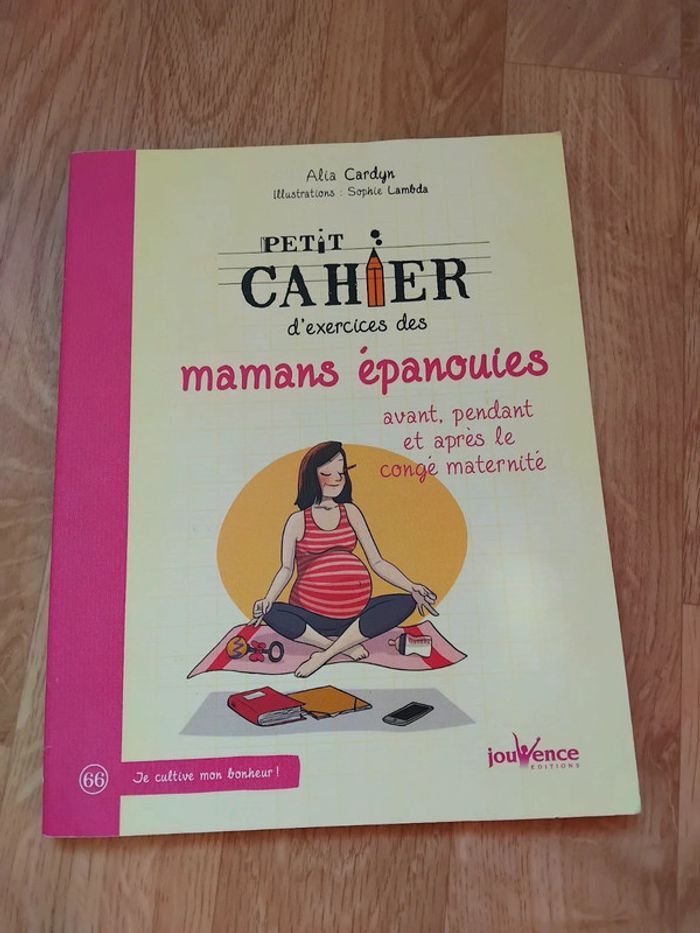 Alia Cardyn
Illustrations : Sophie Lambda
PETIT
CAHIER
d'exercices des
mamans épanouies
avant, pendant
et après le
congé maternité
66 Je cultive mon bonheur !
jouvence
EDITIONS